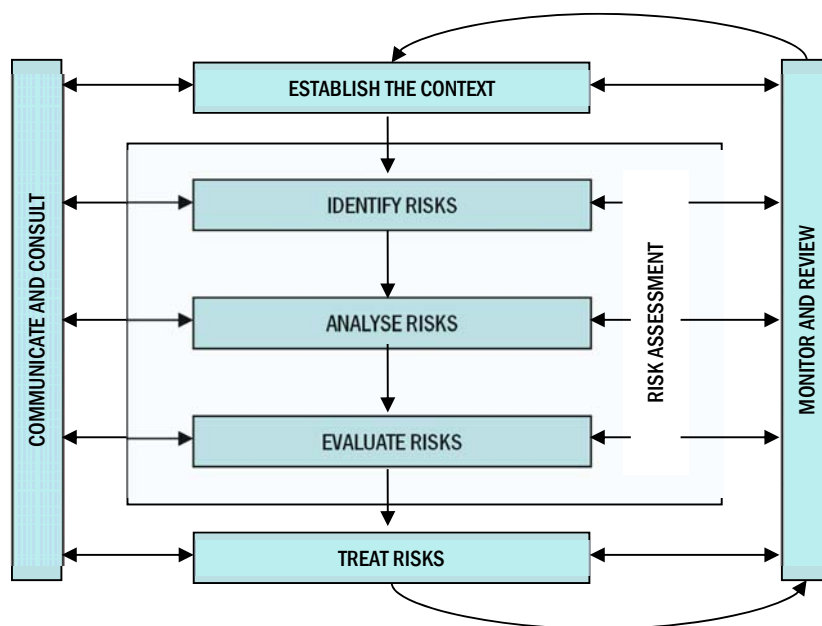 ESTABLISH THE CONTEXT
COMMUNICATE AND CONSULT
IDENTIFY RISKS
ANALYSE RISKS
EVALUATE RISKS
RISK ASSESSMENT
MONITOR AND REVIEW
TREAT RISKS